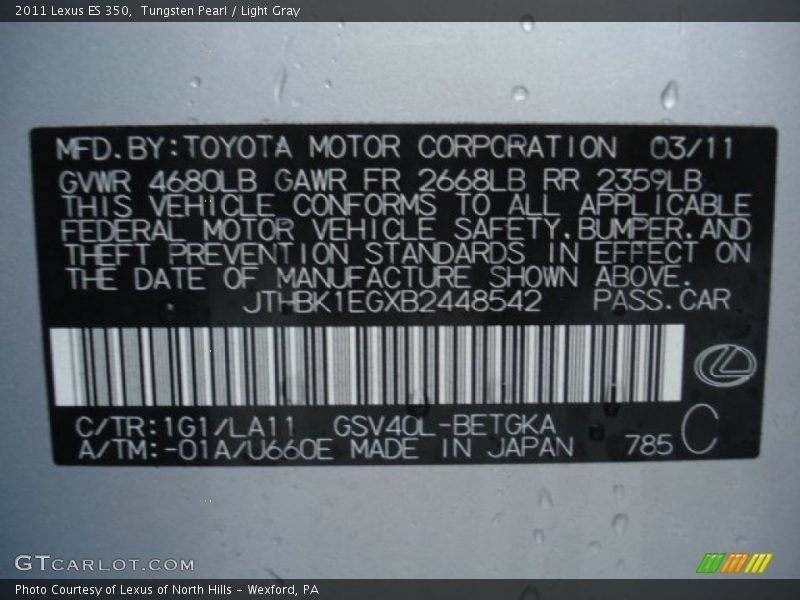 2011 Lexus ES 350, Tungsten Pearl / Light Gray
MFD.BY:TOYOTA MOTOR CORPORATION 03/11
GVWR 4680LB GAWR FR 2668LB RR 2359LB
THIS VEHICLE CONFORMS TO ALL APPLICABLE
FEDERAL MOTOR VEHICLE SAFETY,BUMPER,AND
THEFT PREVENTION STANDARDS IN EFFECT ON
THE DATE OF MANUFACTURE SHOWN ABOVE.
JTHBK1EGXB2448542 PASS.CAR
C/TR:1G1/LA11 GSV40L-BETGKA
A/TM:-01A/U660E MADE IN JAPAN 785 C
GTCARLOT.COM
Photo Courtesy of Lexus of North Hills - Wexford, PA